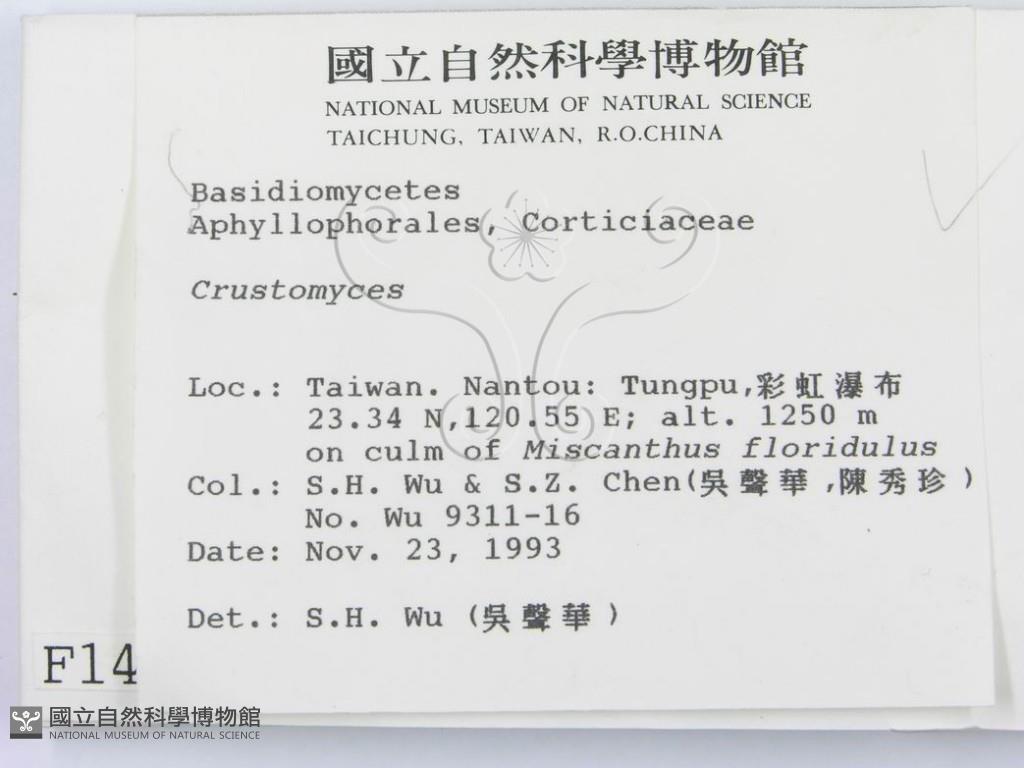 國立自然科學博物館
NATIONAL MUSEUM OF NATURAL SCIENCE
TAICHUNG, TAIWAN, R.O.CHINA
Basidiomycetes
Aphyllophorales, Corticiaceae
Crustomyces
Loc.: Taiwan. Nantou: Tungpu,彩虹瀑布
23.34 N,120.55 E; alt. 1250 m
on culm of Miscanthus floridulus
Col.: S.H. Wu & S.Z. Chen(吳聲華,陳秀珍)
No. Wu 9311-16
Date: Nov. 23, 1993
Det.: S.H. Wu (吳聲華)
F14
國立自然科學博物館
NATIONAL MUSEUM OF NATURAL SCIENCE